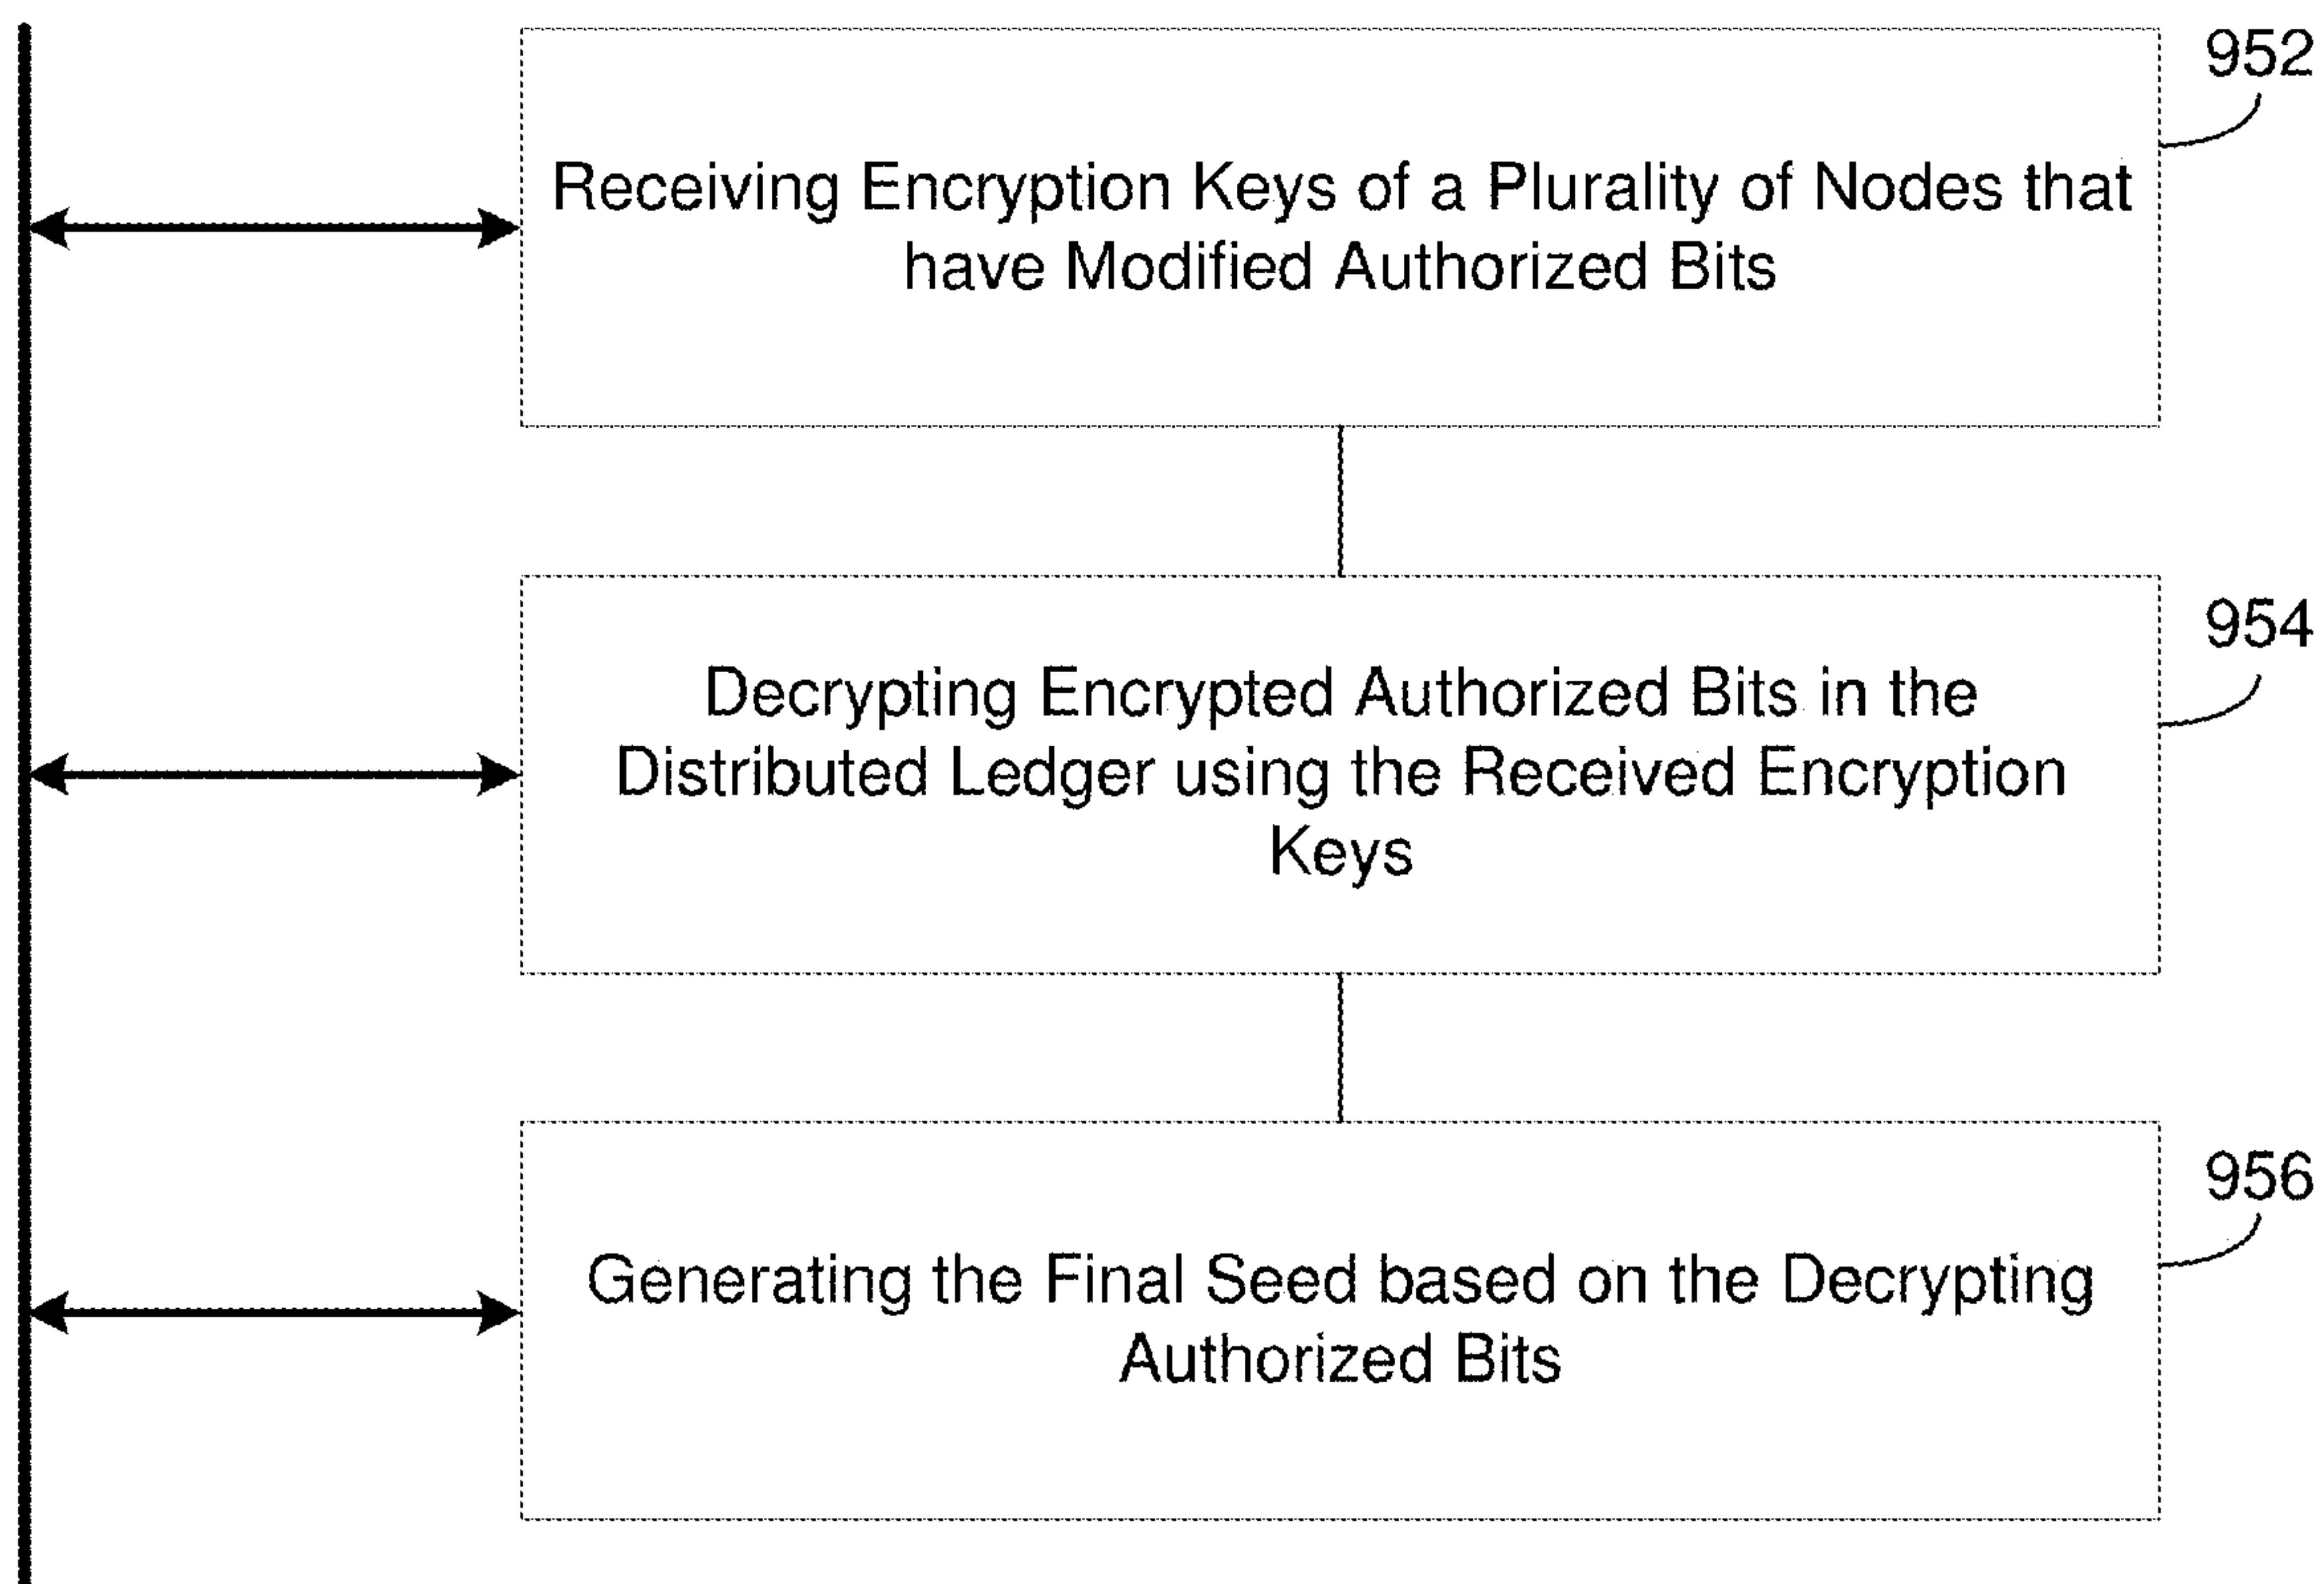 952
Receiving Encryption Keys of a Plurality of Nodes that
have Modified Authorized Bits
954
Decrypting Encrypted Authorized Bits in the
Distributed Ledger using the Received Encryption
Keys
956
Generating the Final Seed based on the Decrypting
Authorized Bits